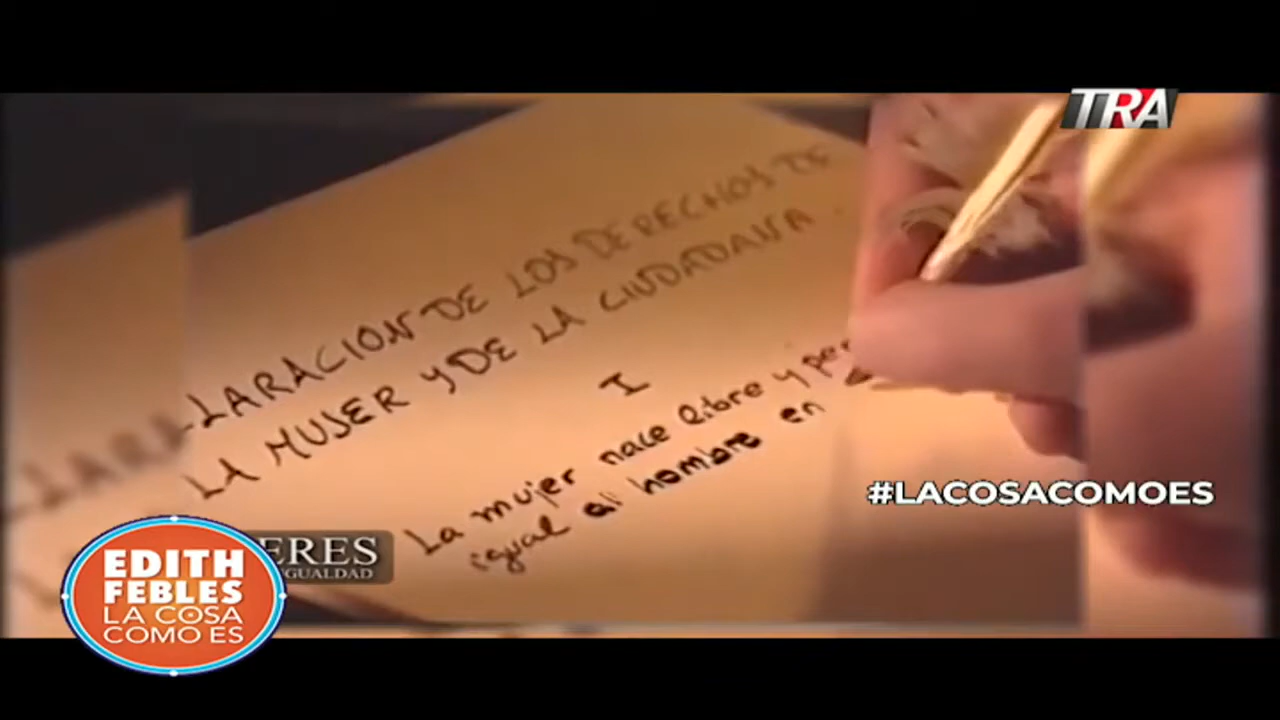 TRA
LARACION DE LOS DERECHOS DE
LA MUJER Y DE LA CIUDADANA.
I
La mujer nace libre y per
igual al hombre en
#LACOSACOMOES
ERES
IGUALDAD
EDITH
FEBLES
LA COSA
COMO ES